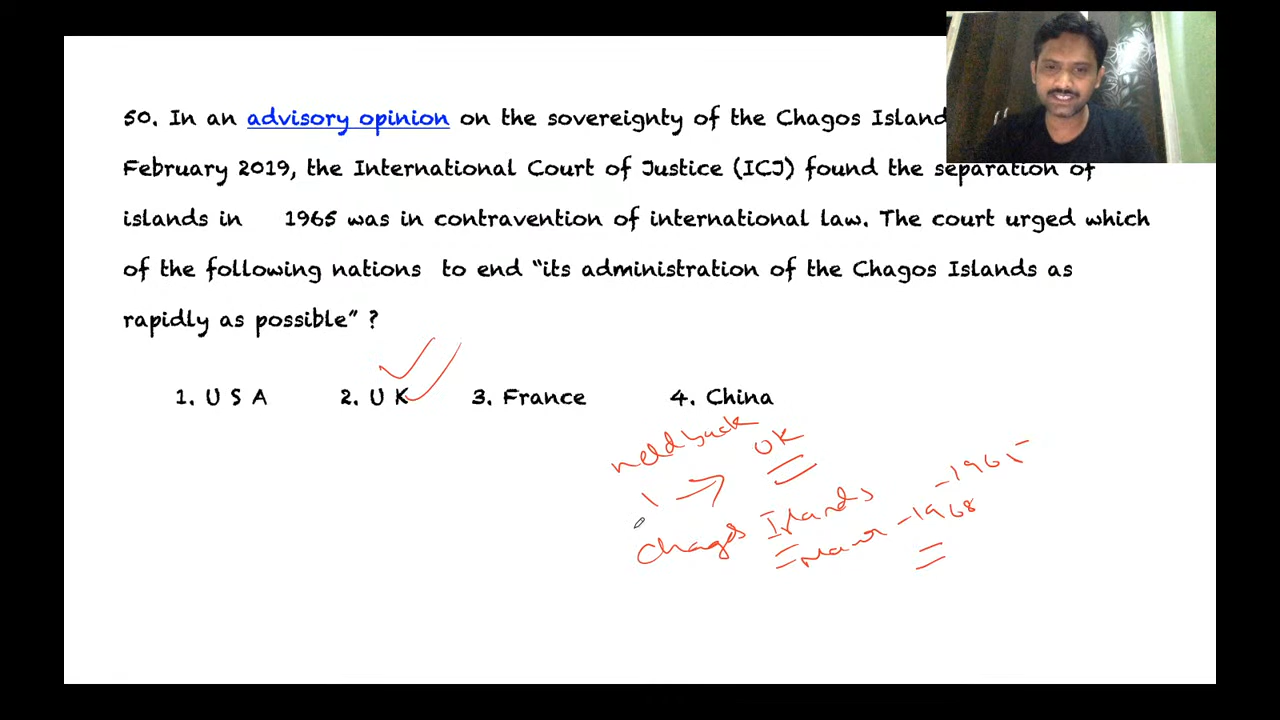 50. In an advisory opinion on the sovereignty of the Chagos Island
February 2019, the International Court of Justice (ICJ) found the separation of
islands in 1965 was in contravention of international law. The court urged which
of the following nations to end “its administration of the Chagos Islands as
rapidly as possible” ?
1. U S A 2. U K 3. France 4. China
held back UK
Chagos Islands -1965
-1968